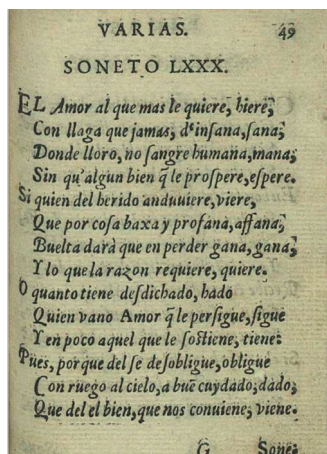 VARIAS. 49
SONETO LXXX.
EL Amor al que mas le quiere, hiere;
Con llaga que jamas, d'insana, sana;
Donde lloro, no sangre humana, mana;
Sin qu'algun bien q̃ le prospere, espere.
Si quien del herido anduuiere, viere,
Que por cosa baxa y profana, affana;
Buelta darà que en perder gana, gana;
Y lo que la razon requiere, quiere.
O quanto tiene desdichado, hado
Quien vano Amor q̃ le persigue, sigue
Y en poco aquel que le sostiene, tiene:
Pues, porque del se desobligue, obligue
Con ruego al cielo, a buẽ cuydado; dado;
Que del el bien, que nos conuiene; viene.
G Sone-